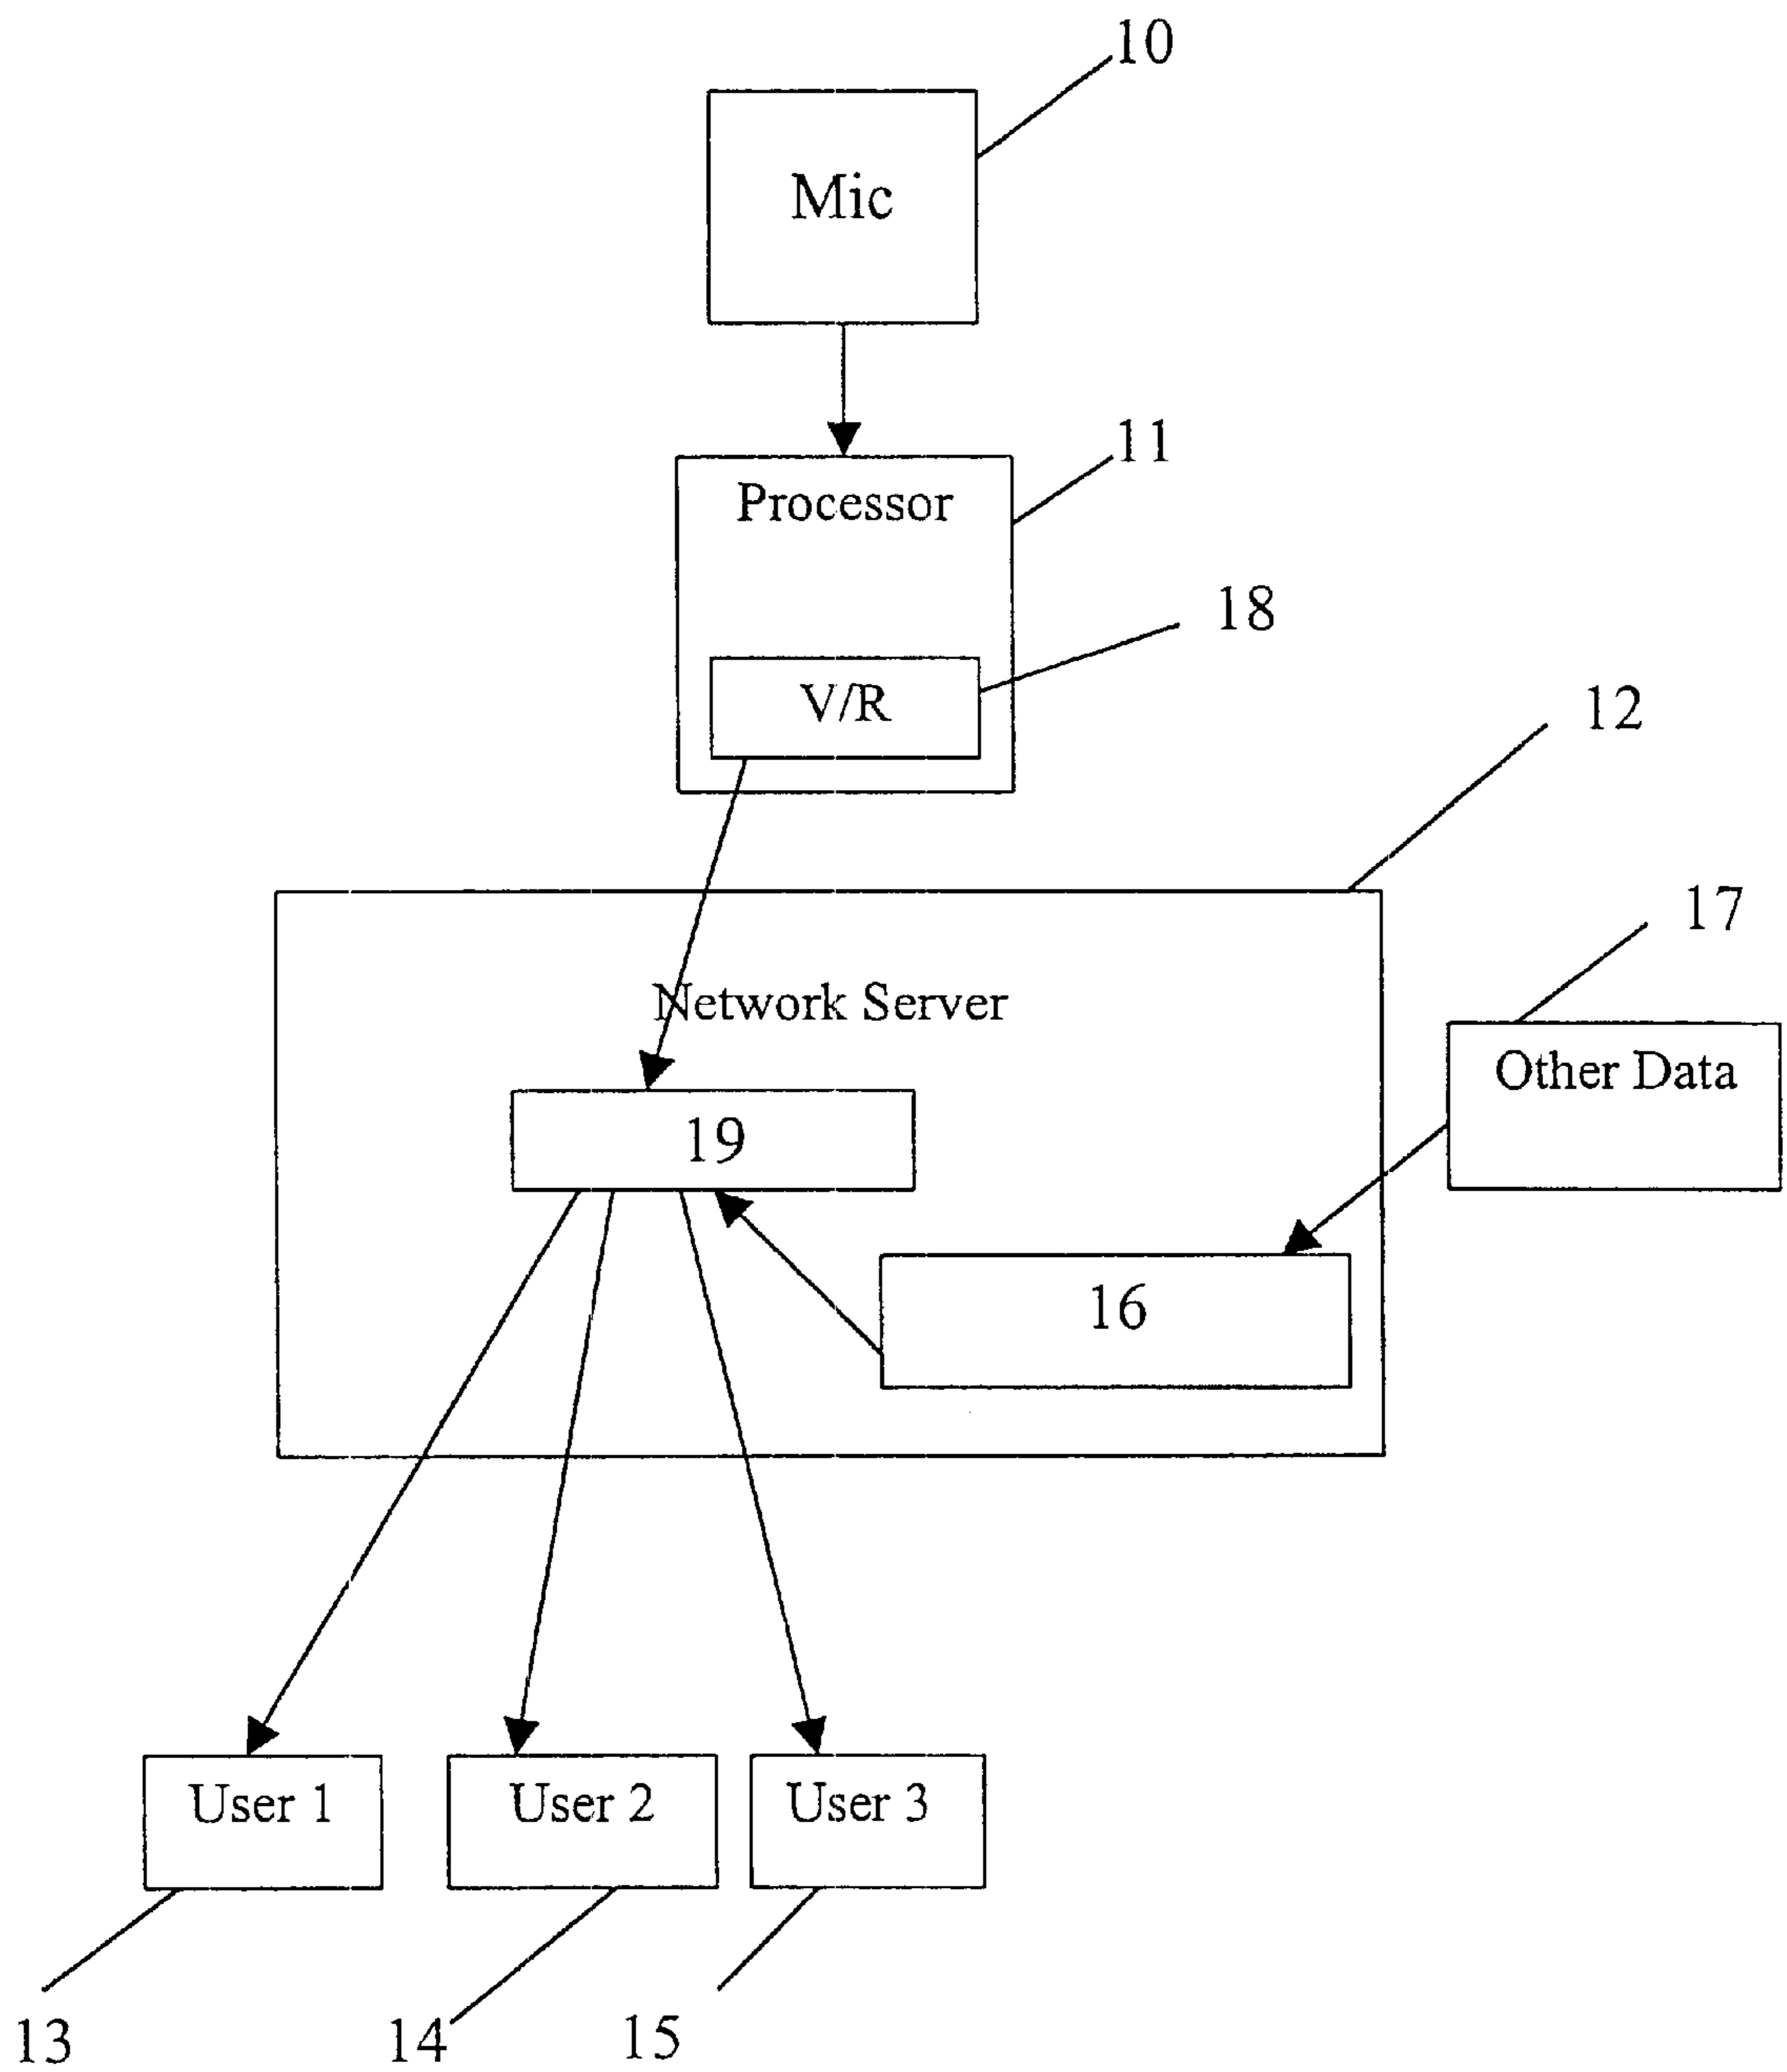 10
Mic
11
Processor
18
V/R
12
17
Network Server
Other Data
19
16
User 1
User 2
User 3
13
14
15